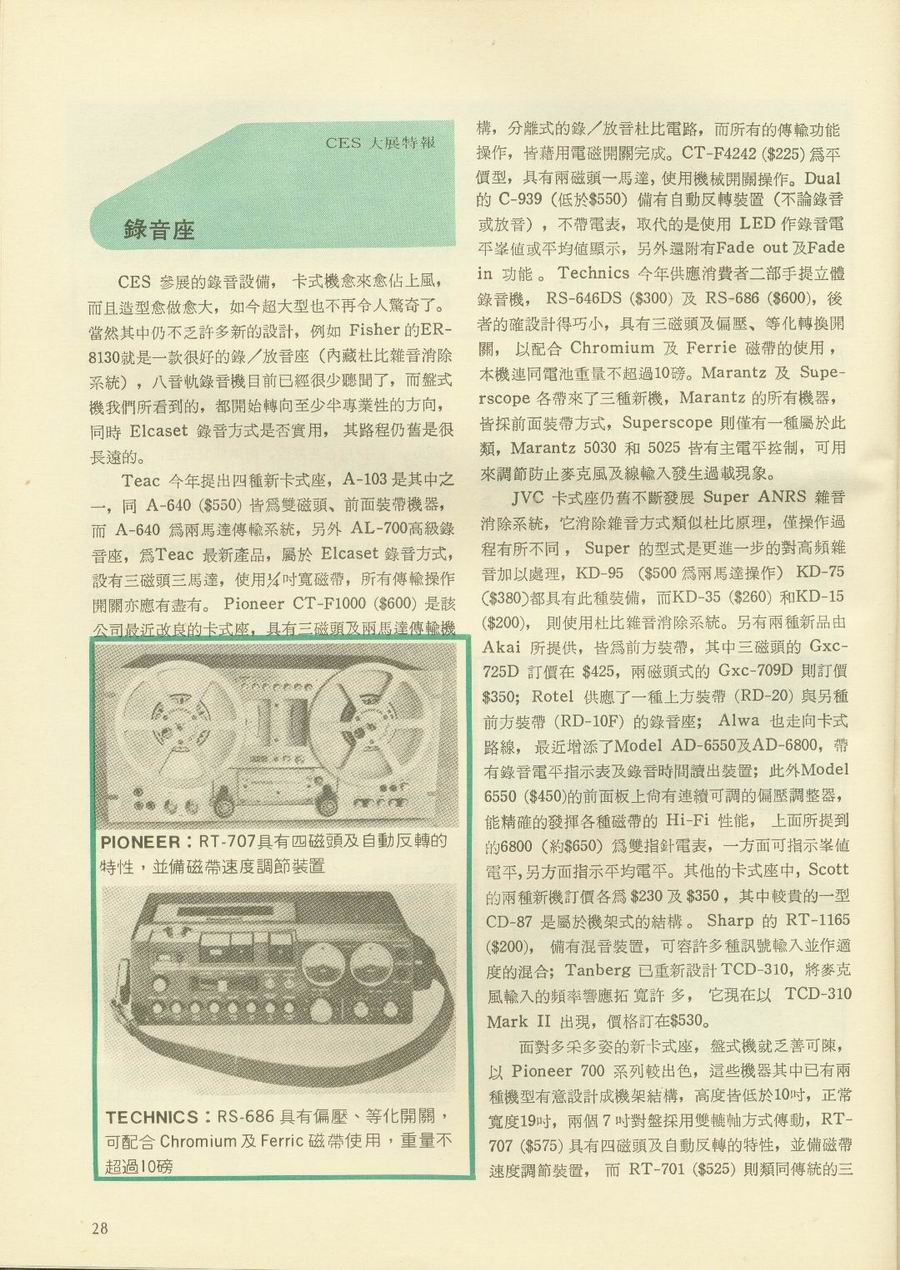 CES 大展特報
錄音座
CES 參展的錄音設備， 卡式機愈來愈佔上風，
而且造型愈做愈大，如今超大型也不再令人驚奇了。
當然其中仍不乏許多新的設計，例如 Fisher 的ER-
8130就是一款很好的錄／放音座（內藏杜比雜音消除
系統），八音軌錄音機目前已經很少聽聞了，而盤式
機我們所看到的，都開始轉向至少半專業性的方向，
同時 Elcaset 錄音方式是否實用， 其路程仍舊是很
長遠的。
Teac 今年提出四種新卡式座，A-103 是其中之
一，同 A-640 ($550) 皆爲雙磁頭、前面裝帶機器，
而 A-640 爲兩馬達傳輸系統，另外 AL-700高級錄
音座，爲Teac 最新產品，屬於 Elcaset 錄音方式，
設有三磁頭三馬達，使用¼吋寬磁帶，所有傳輸操作
開關亦應有盡有。 Pioneer CT-F1000 ($600) 是該
公司最近改良的卡式座，具有三磁頭及兩馬達傳輸機
PIONEER：RT-707具有四磁頭及自動反轉的
特性，並備磁帶速度調節裝置
TECHNICS：RS-686 具有偏壓、等化開關，
可配合 Chromium 及 Ferric 磁帶使用，重量不
超過10磅
構，分離式的錄／放音杜比電路，而所有的傳輸功能
操作，皆藉用電磁開關完成。CT-F4242 ($225) 爲平
價型，具有兩磁頭一馬達，使用機械開關操作。Dual
的 C-939（低於$550）備有自動反轉裝置（不論錄音
或放音），不帶電表，取代的是使用 LED 作錄音電
平峯値或平均値顯示，另外還附有Fade out 及Fade
in 功能 。 Technics 今年供應消費者二部手提立體
錄音機， RS-646DS ($300) 及 RS-686 ($600)，後
者的確設計得巧小，具有三磁頭及偏壓、等化轉換開
關， 以配合 Chromium 及 Ferrie 磁帶的使用，
本機連同電池重量不超過10磅。Marantz 及 Supe-
rscope 各帶來了三種新機，Marantz 的所有機器，
皆採前面裝帶方式，Superscope 則僅有一種屬於此
類，Marantz 5030 和 5025 皆有主電平控制，可用
來調節防止麥克風及線輸入發生過載現象。
JVC 卡式座仍舊不斷發展 Super ANRS 雜音
消除系統，它消除雜音方式類似杜比原理，僅操作過
程有所不同， Super 的型式是更進一步的對高頻雜
音加以處理，KD-95 ($500 爲兩馬達操作) KD-75
($380)都具有此種裝備，而KD-35 ($260) 和KD-15
($200)， 則使用杜比雜音消除系統。另有兩種新品由
Akai 所提供，皆爲前方裝帶，其中三磁頭的 Gxc-
725D 訂價在 $425，兩磁頭式的 Gxc-709D 則訂價
$350；Rotel 供應了一種上方裝帶 (RD-20) 與另種
前方裝帶 (RD-10F) 的錄音座； Alwa 也走向卡式
路線， 最近增添了Model AD-6550及AD-6800，帶
有錄音電平指示表及錄音時間讀出裝置；此外Model
6550 ($450)的前面板上尙有連續可調的偏壓調整器，
能精確的發揮各種磁帶的 Hi-Fi 性能， 上面所提到
的6800（約$650）爲雙指針電表，一方面可指示峯値
電平,另方面指示平均電平。其他的卡式座中，Scott
的兩種新機訂價各爲 $230 及 $350，其中較貴的一型
CD-87 是屬於機架式的結構。 Sharp 的 RT-1165
($200)， 備有混音裝置，可容許多種訊號輸入並作適
度的混合；Tanberg 已重新設計 TCD-310，將麥克
風輸入的頻率響應拓 寬許 多， 它現在以 TCD-310
Mark II 出現，價格訂在$530。
面對多采多姿的新卡式座，盤式機就乏善可陳，
以 Pioneer 700 系列較出色，這些機器其中已有兩
種機型有意設計成機架結構，高度皆低於10吋，正常
寬度19吋，兩個 7 吋對盤採用雙軸方式傳動，RT-
707 ($575) 具有四磁頭及自動反轉的特性，並備磁帶
速度調節裝置， 而 RT-701 ($525) 則類同傳統的三
28